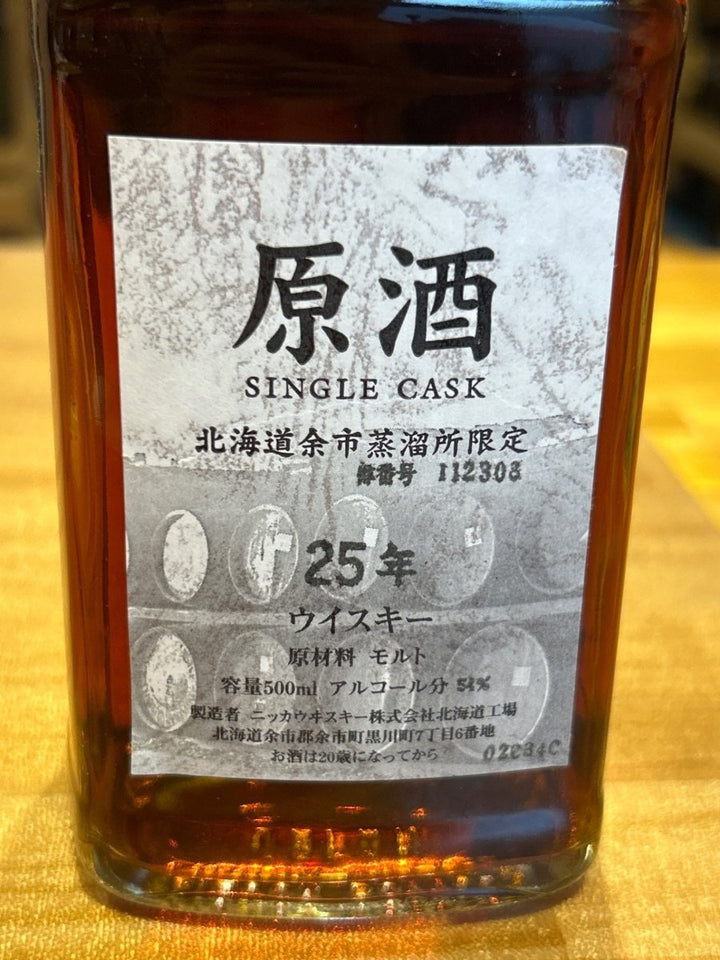 原酒
SINGLE CASK
北海道余市蒸溜所限定
樽番号 112303
25年
ウイスキー
原材料 モルト
容量500ml アルコール分 54%
製造者 ニッカウヰスキー株式会社北海道工場
北海道余市郡余市町黒川町7丁目6番地
お酒は20歳になってから